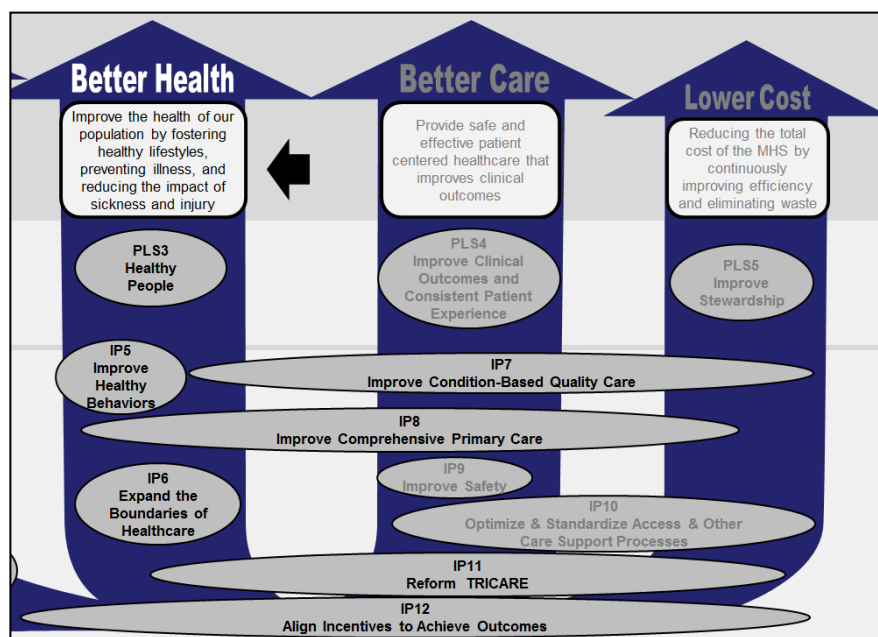 Better Health
Improve the health of our
population by fostering
healthy lifestyles,
preventing illness, and
reducing the impact of
sickness and injury
Better Care
Provide safe and
effective patient
centered healthcare that
improves clinical
outcomes
Lower Cost
Reducing the total
cost of the MHS by
continuously
improving efficiency
and eliminating waste
PLS3
Healthy
People
PLS4
Improve Clinical
Outcomes and
Consistent Patient
Experience
PLS5
Improve
Stewardship
IP5
Improve
Healthy
Behaviors
IP7
Improve Condition-Based Quality Care
IP8
Improve Comprehensive Primary Care
IP6
Expand the
Boundaries of
Healthcare
IP9
Improve Safety
IP10
Optimize & Standardize Access & Other
Care Support Processes
IP11
Reform TRICARE
IP12
Align Incentives to Achieve Outcomes